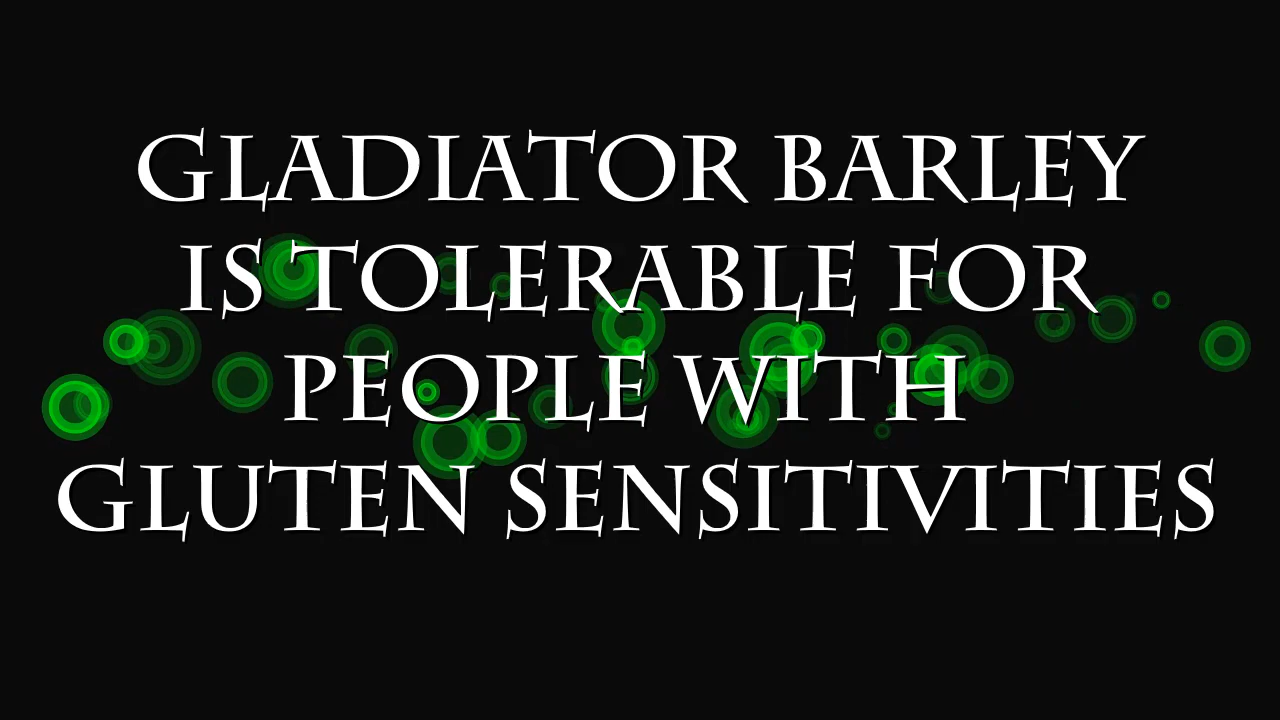 GLADIATOR BARLEY
IS TOLERABLE FOR
PEOPLE WITH
GLUTEN SENSITIVITIES